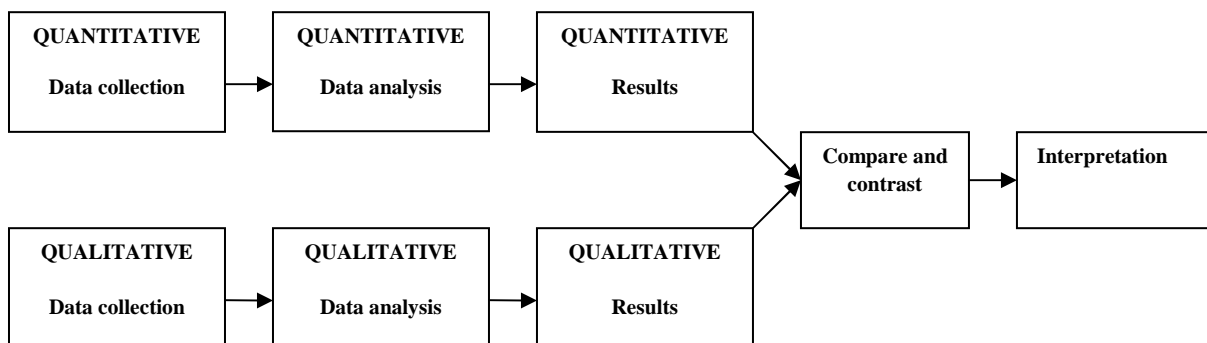 QUANTITATIVE
Data collection
QUANTITATIVE
Data analysis
QUANTITATIVE
Results
Compare and
contrast
Interpretation
QUALITATIVE
Data collection
QUALITATIVE
Data analysis
QUALITATIVE
Results